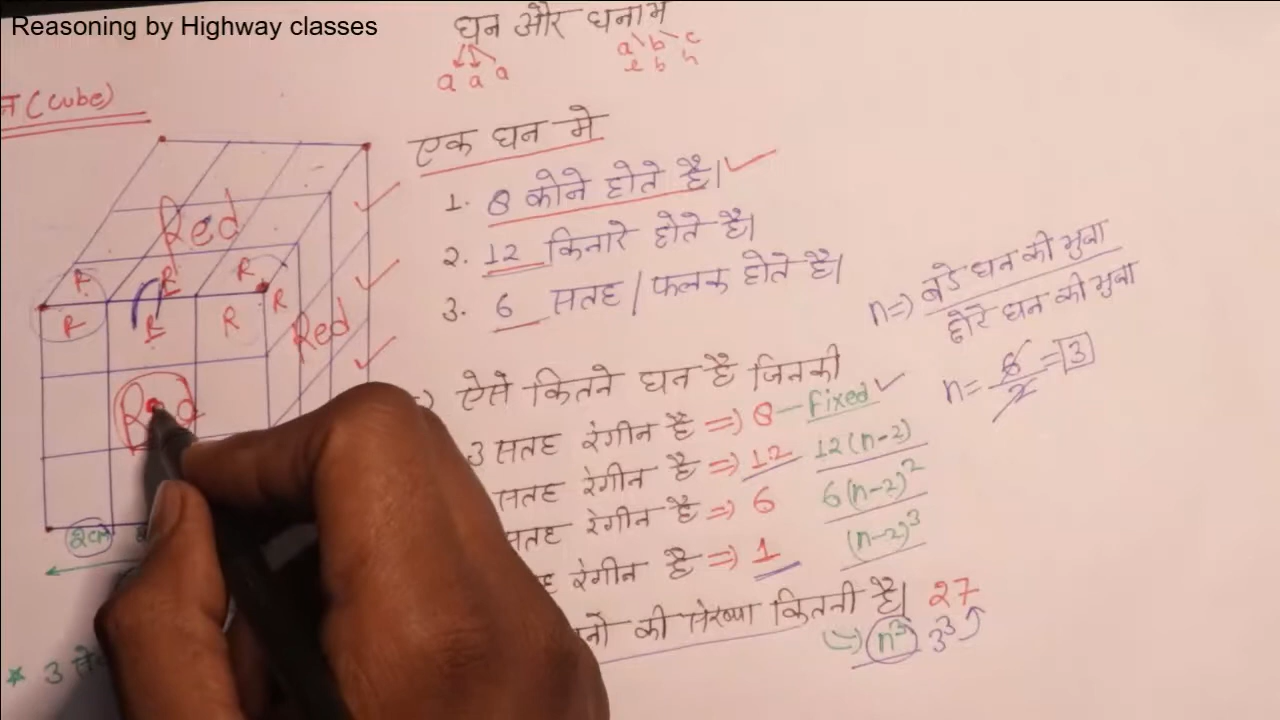 Reasoning by Highway classes
घन और घनाभ
a a a
a b c
l b h
(Cube)
एक घन मे
1. 8 कोने होते है।
2. 12 किनारे होते है।
3. 6 सतह / फलक होते है।
n=) बड़े घन की भुजा
छोटे घन की भुजा
n= 6/2 = 3
Red
R R R
R R R R
Red
Red
ऐसे कितने घन है जिनकी
3 सतह रंगीन है =) 8 - fixed
सतह रंगीन है =) 12 12(n-2)
सतह रंगीन है =) 6 6(n-2)²
रंगीन है =) 1 (n-2)³
की संख्या कितनी है। 27
n³ 3³
* 3